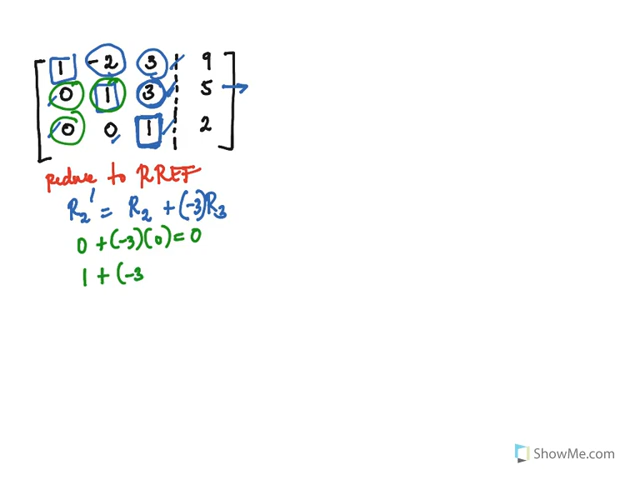 1 -2 3 9
0 1 3 5
0 0 1 2
reduce to RREF
R₂' = R₂ + (-3)R₃
0 + (-3)(0) = 0
1 + (-3
ShowMe.com